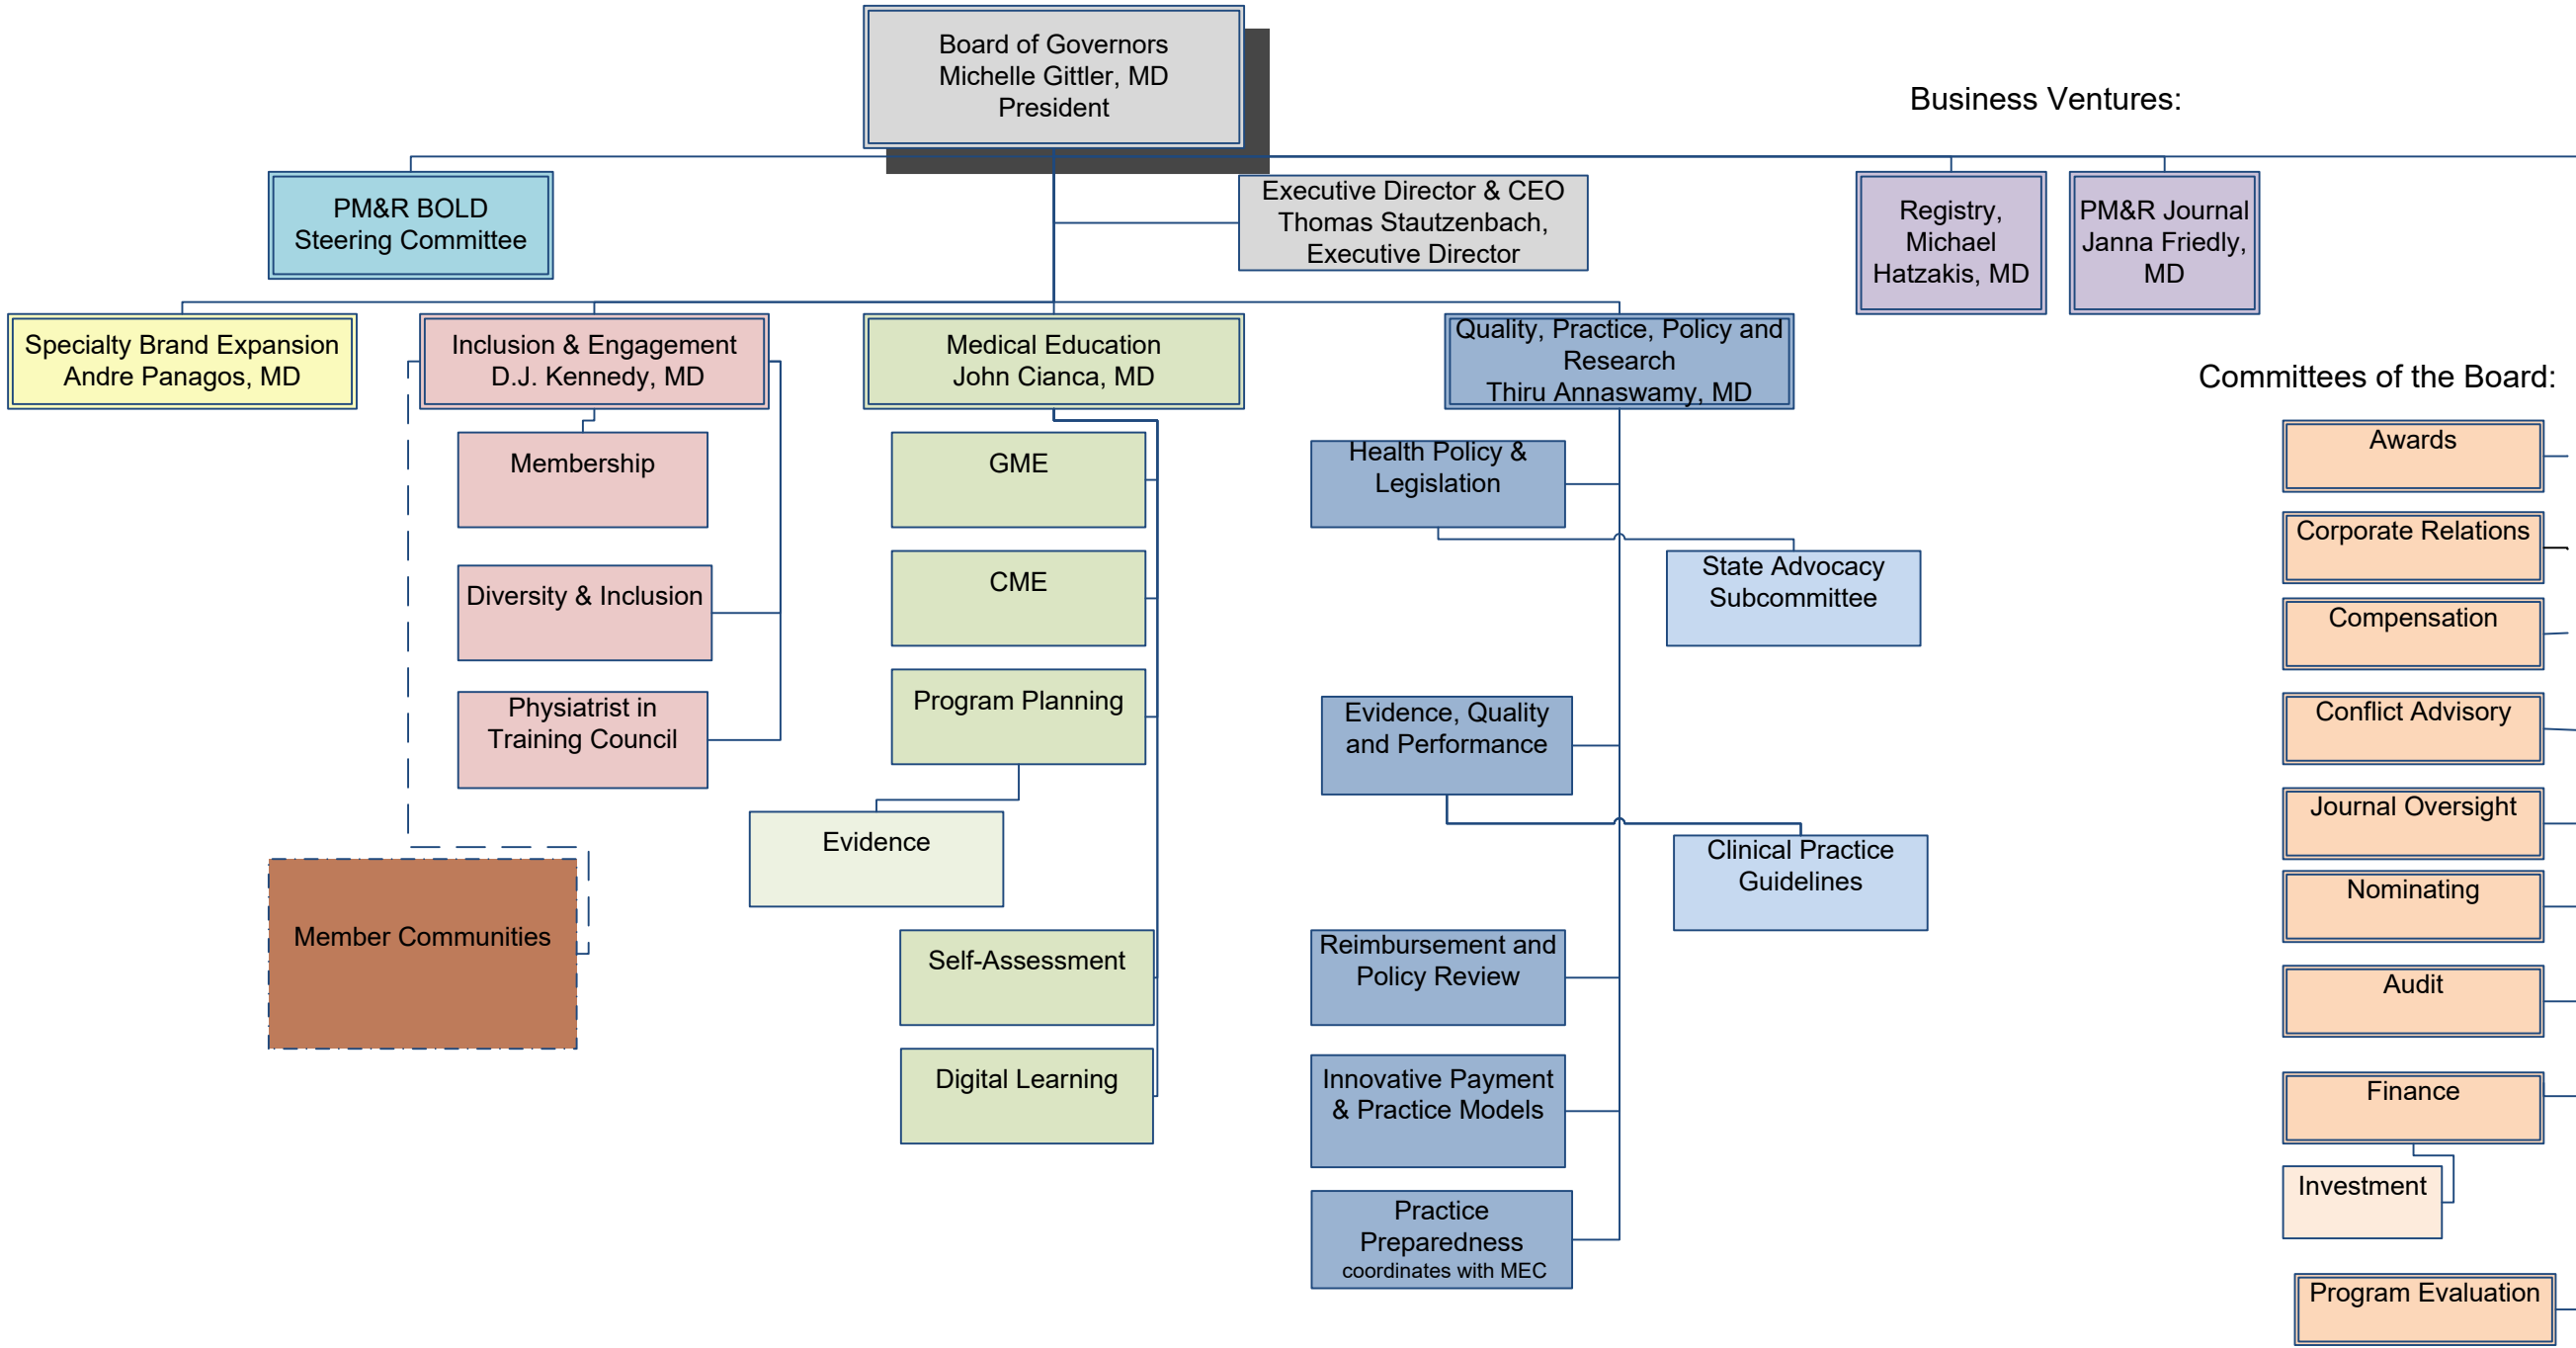 Board of Governors
Michelle Gittler, MD
President
Business Ventures:
PM&R BOLD
Steering Committee
Executive Director & CEO
Thomas Stautzenbach,
Executive Director
Registry,
Michael
Hatzakis, MD
PM&R Journal
Janna Friedly,
MD
Specialty Brand Expansion
Andre Panagos, MD
Inclusion & Engagement
D.J. Kennedy, MD
Medical Education
John Cianca, MD
Quality, Practice, Policy and
Research
Thiru Annaswamy, MD
Committees of the Board:
Membership
Diversity & Inclusion
Physiatrist in
Training Council
Member Communities
GME
CME
Program Planning
Evidence
Self-Assessment
Digital Learning
Health Policy &
Legislation
State Advocacy
Subcommittee
Evidence, Quality
and Performance
Clinical Practice
Guidelines
Reimbursement and
Policy Review
Innovative Payment
& Practice Models
Practice
Preparedness
coordinates with MEC
Awards
Corporate Relations
Compensation
Conflict Advisory
Journal Oversight
Nominating
Audit
Finance
Investment
Program Evaluation